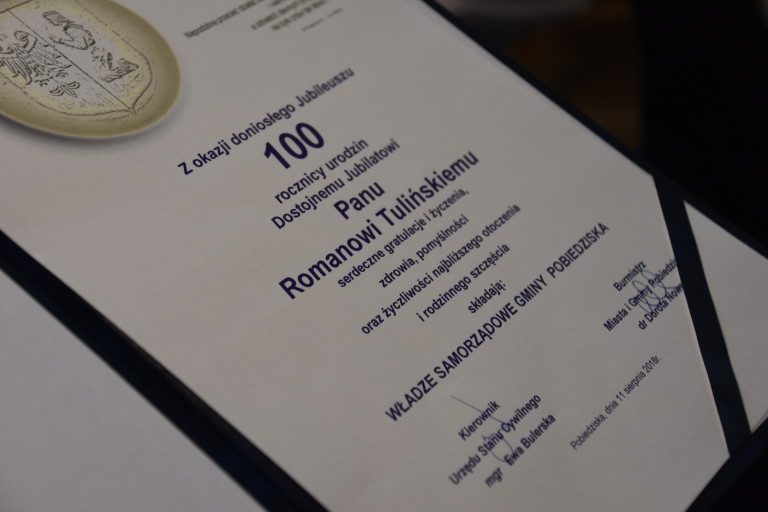 Z okazji doniosłego Jubileuszu
100
rocznicy urodzin
Dostojnemu Jubilatowi
Panu
Romanowi Tulińskiemu
serdeczne gratulacje i życzenia,
zdrowia, pomyślności
oraz życzliwości najbliższego otoczenia
i rodzinnego szczęścia
składają:
WŁADZE SAMORZĄDOWE GMINY POBIEDZISKA
Burmistrz
Miasta i Gminy
dr Dorota
Kierownik
Urzędu Stanu Cywilnego
mgr Ewa Bulerska
Pobiedziska, dnia 11 sierpnia 2018r.